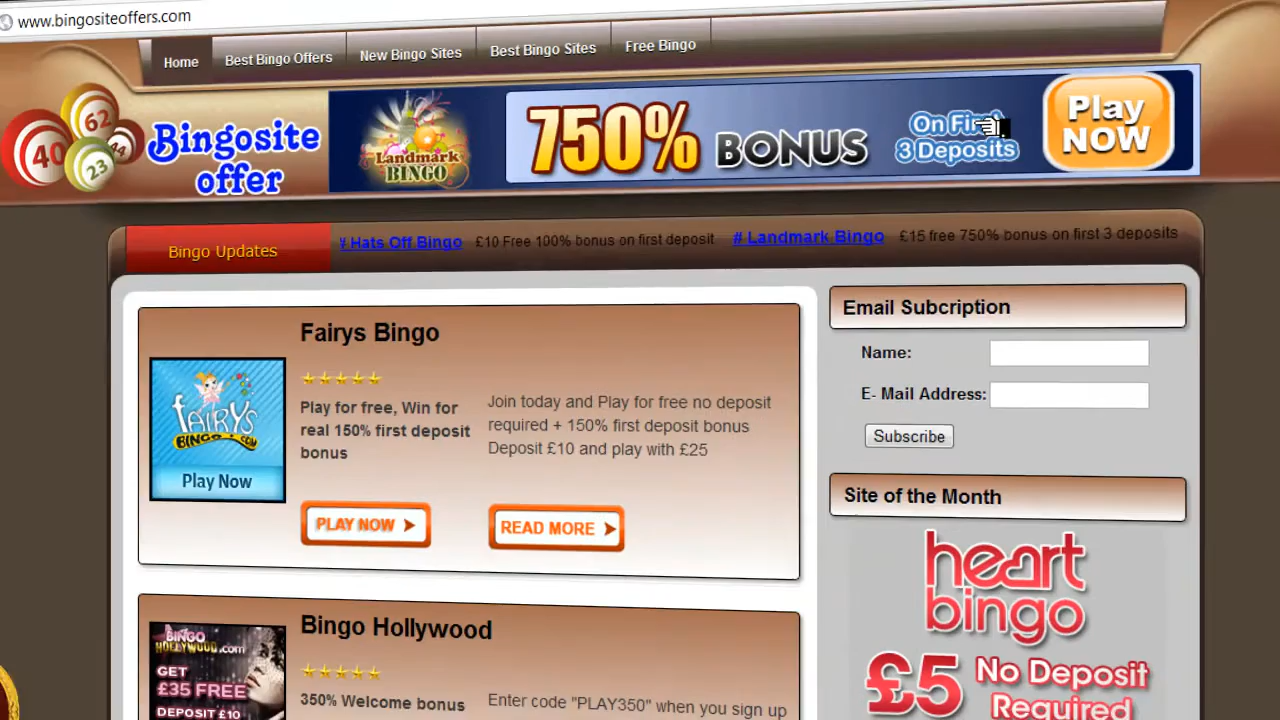 www.bingositeoffers.com
Home
Best Bingo Offers
New Bingo Sites
Best Bingo Sites
Free Bingo
40
62
44
23
Bingosite
offer
Landmark
BINGO
750% BONUS
On First
3 Deposits
Play
NOW
Bingo Updates
# Hats Off Bingo £10 Free 100% bonus on first deposit # Landmark Bingo £15 free 750% bonus on first 3 deposits
Fairys Bingo
FAIRYS
BINGO.COM
Play Now
Play for free, Win for
real 150% first deposit
bonus
Join today and Play for free no deposit
required + 150% first deposit bonus
Deposit £10 and play with £25
PLAY NOW
READ MORE
Bingo Hollywood
BINGO
HOLLYWOOD.com
GET
£35 FREE
DEPOSIT £10
350% Welcome bonus
Enter code "PLAY350" when you sign up
Email Subcription
Name:
E- Mail Address:
Subscribe
Site of the Month
heart
bingo
£5 No Deposit
Required